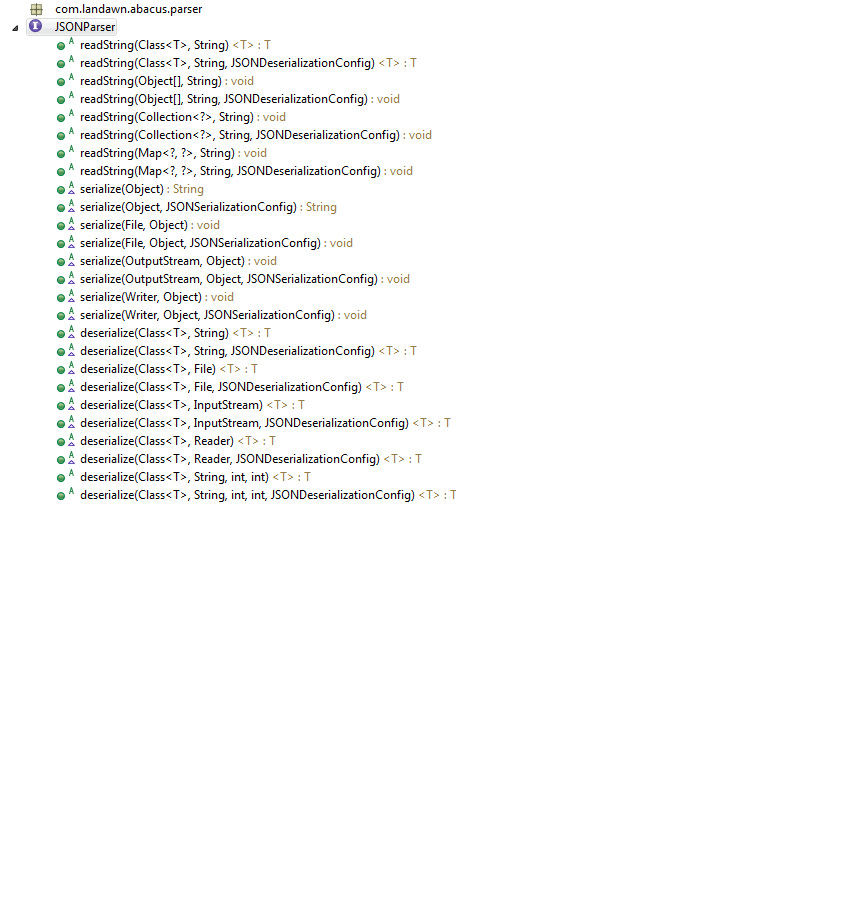 com.landawn.abacus.parser
JSONParser
readString(Class<T>, String) <T> : T
readString(Class<T>, String, JSONDeserializationConfig) <T> : T
readString(Object[], String) : void
readString(Object[], String, JSONDeserializationConfig) : void
readString(Collection<?>, String) : void
readString(Collection<?>, String, JSONDeserializationConfig) : void
readString(Map<?, ?>, String) : void
readString(Map<?, ?>, String, JSONDeserializationConfig) : void
serialize(Object) : String
serialize(Object, JSONSerializationConfig) : String
serialize(File, Object) : void
serialize(File, Object, JSONSerializationConfig) : void
serialize(OutputStream, Object) : void
serialize(OutputStream, Object, JSONSerializationConfig) : void
serialize(Writer, Object) : void
serialize(Writer, Object, JSONSerializationConfig) : void
deserialize(Class<T>, String) <T> : T
deserialize(Class<T>, String, JSONDeserializationConfig) <T> : T
deserialize(Class<T>, File) <T> : T
deserialize(Class<T>, File, JSONDeserializationConfig) <T> : T
deserialize(Class<T>, InputStream) <T> : T
deserialize(Class<T>, InputStream, JSONDeserializationConfig) <T> : T
deserialize(Class<T>, Reader) <T> : T
deserialize(Class<T>, Reader, JSONDeserializationConfig) <T> : T
deserialize(Class<T>, String, int, int) <T> : T
deserialize(Class<T>, String, int, int, JSONDeserializationConfig) <T> : T